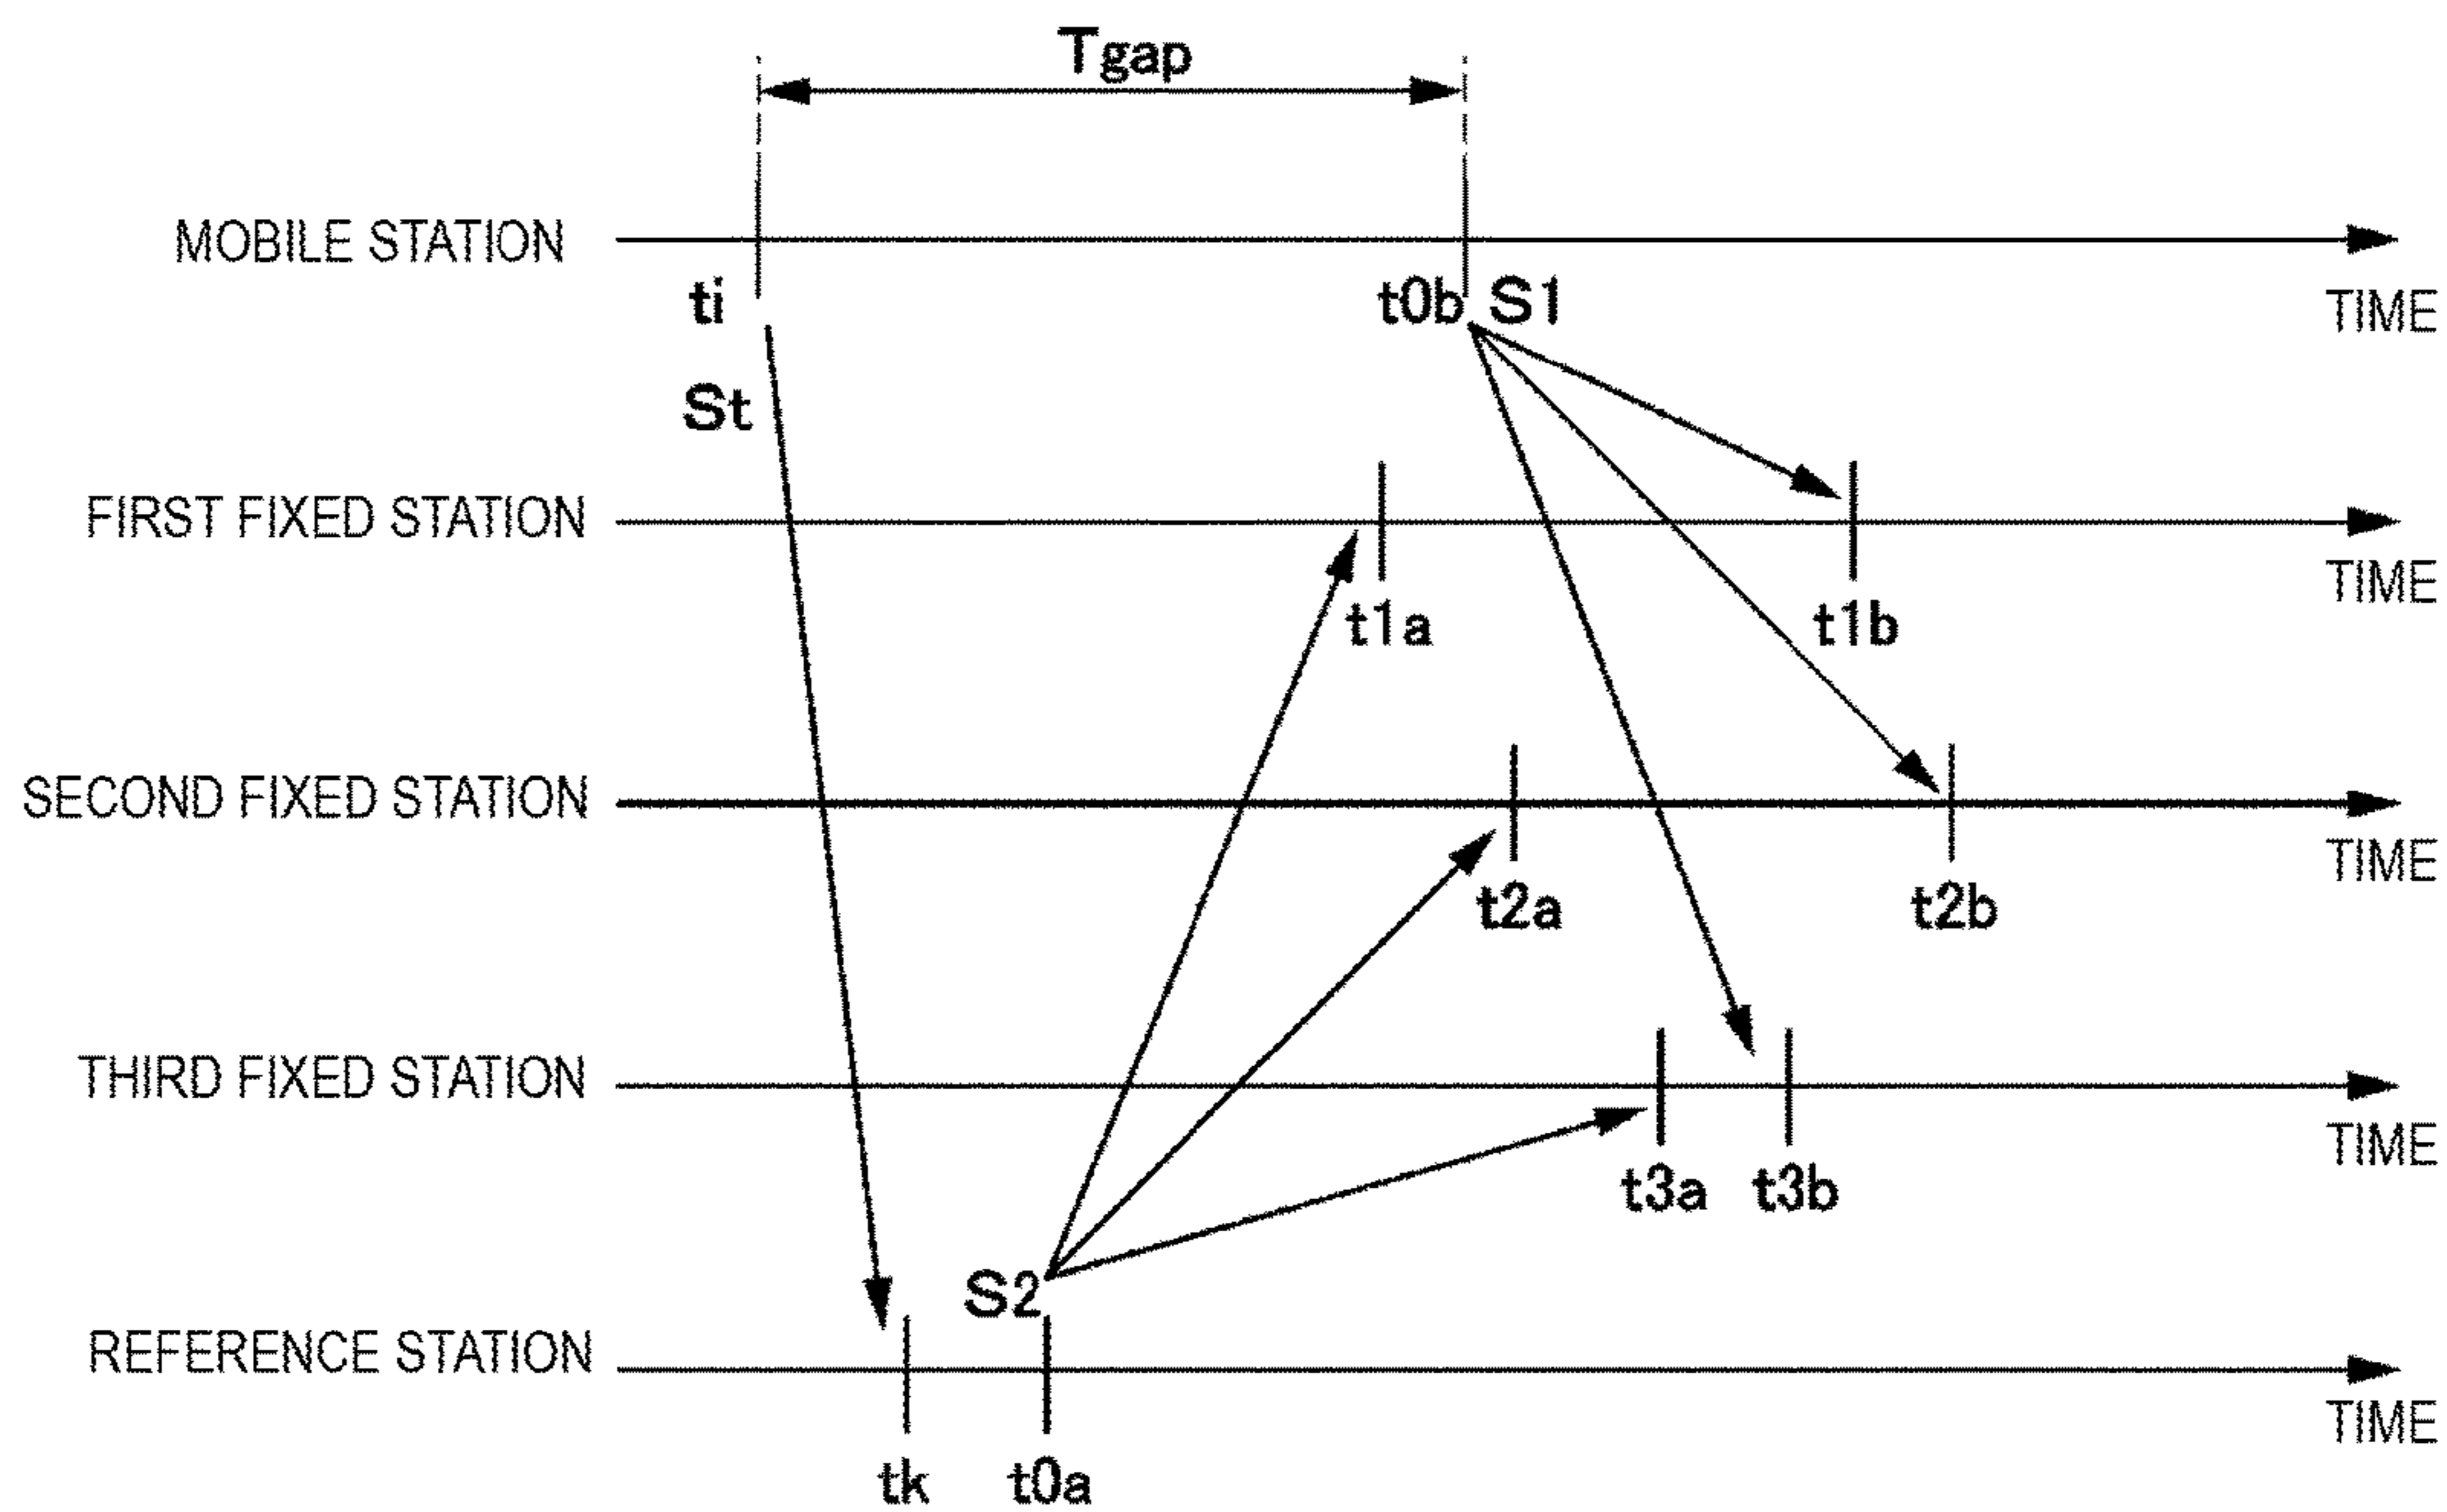 Tgap
MOBILE STATION
ti
t0b S1
TIME
St
FIRST FIXED STATION
TIME
t1a
t1b
SECOND FIXED STATION
TIME
t2a
t2b
THIRD FIXED STATION
TIME
t3a
t3b
S2
REFERENCE STATION
TIME
tk
t0a